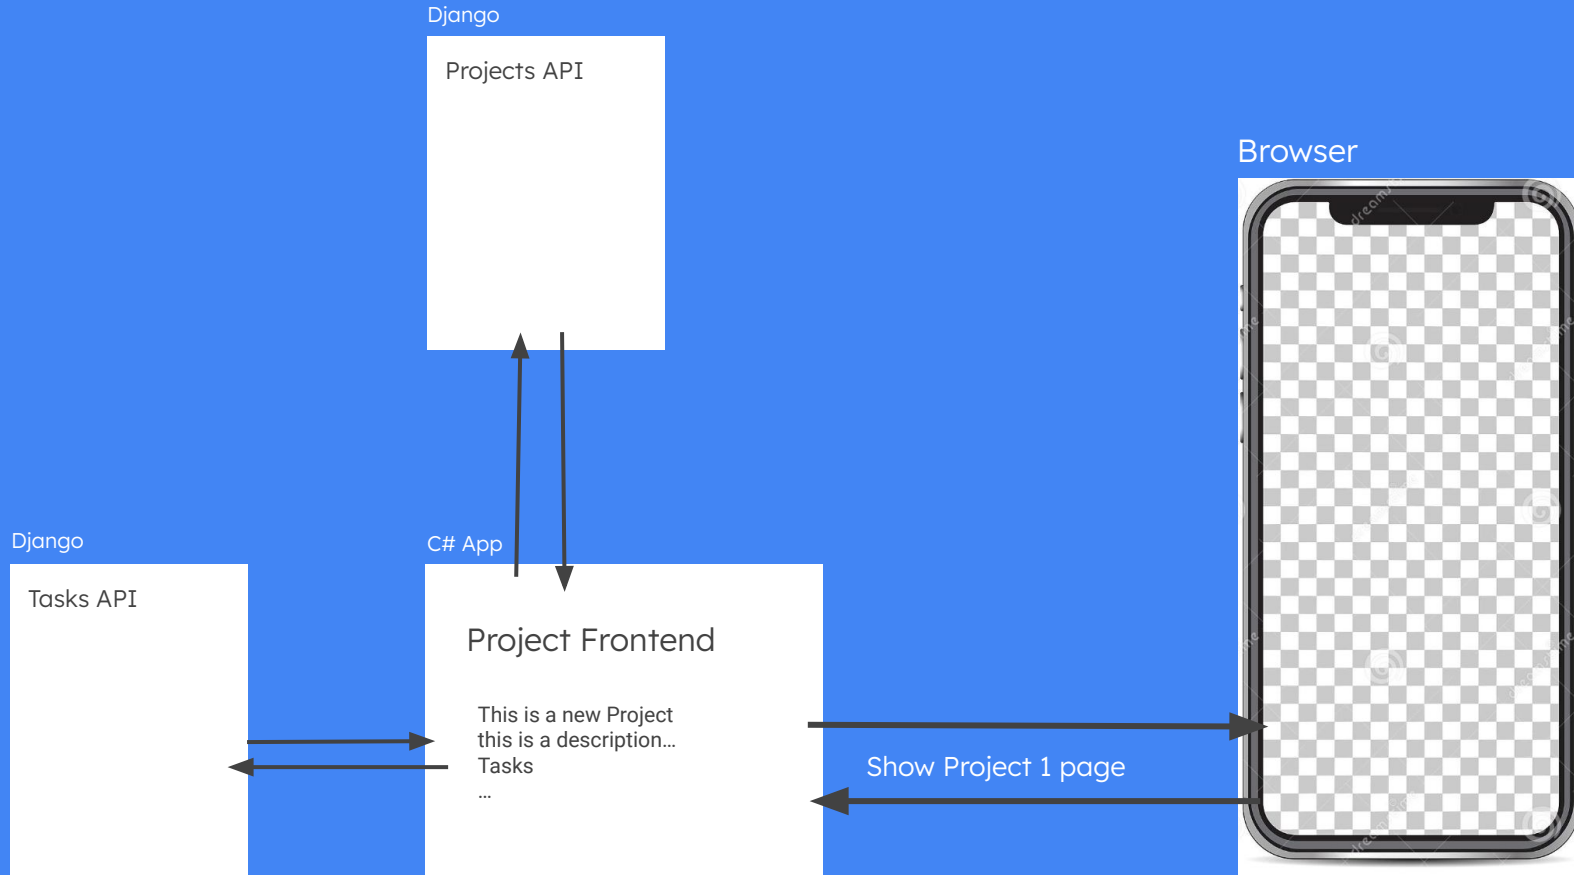 Django
Projects API
Browser
Django
Tasks API
C# App
Project Frontend
This is a new Project
this is a description...
Tasks
...
Show Project 1 page
dreamstime